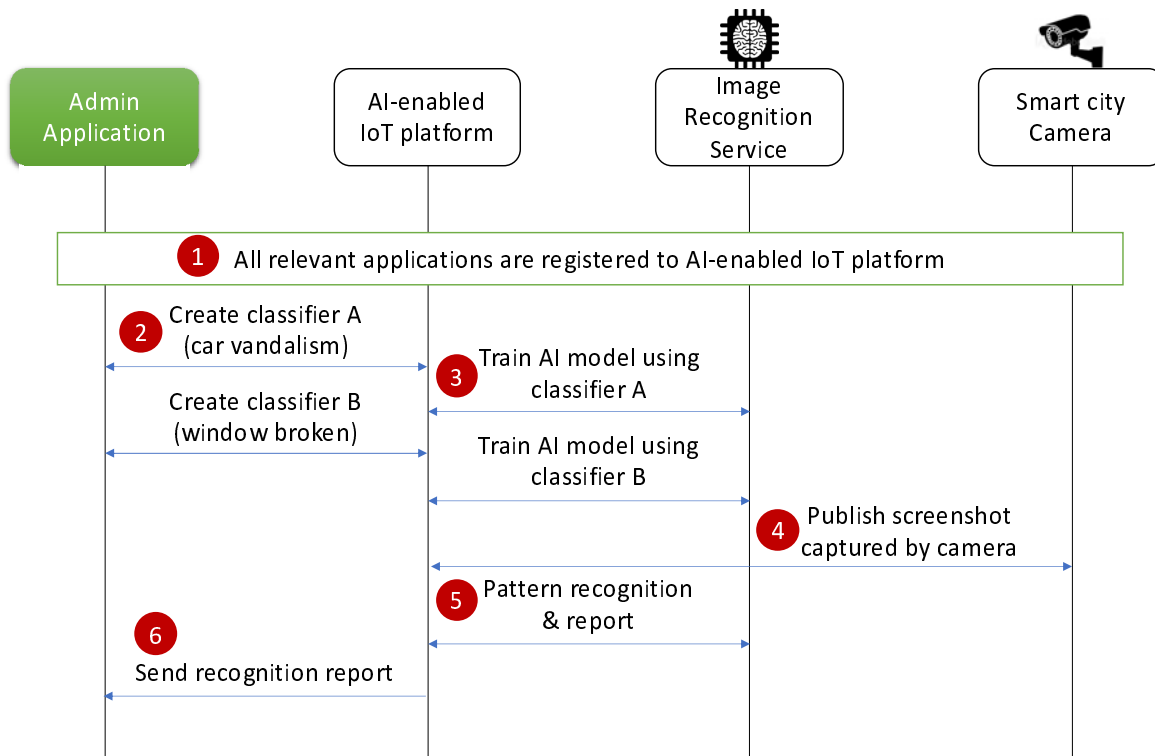 Admin
Application
AI-enabled
IoT platform
Image
Recognition
Service
Smart city
Camera
1 All relevant applications are registered to AI-enabled IoT platform
2 Create classifier A
(car vandalism)
3 Train AI model using
classifier A
Create classifier B
(window broken)
Train AI model using
classifier B
4 Publish screenshot
captured by camera
5 Pattern recognition
& report
6
Send recognition report